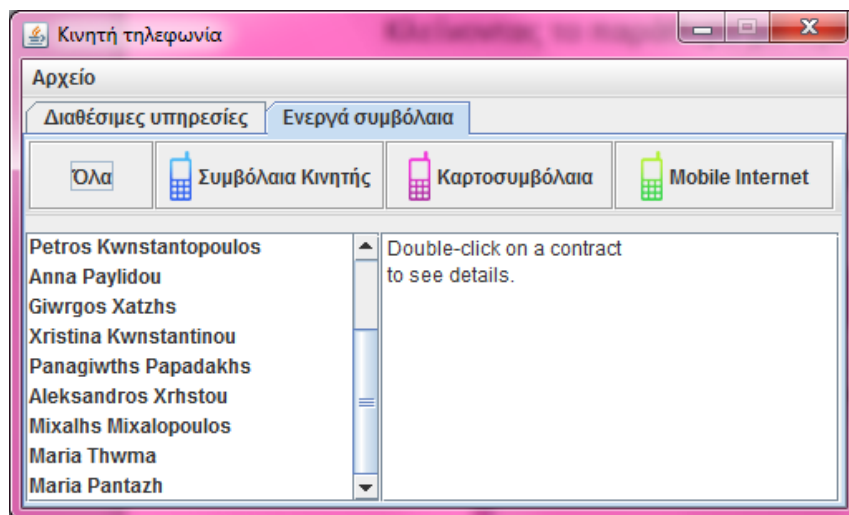 Κινητή τηλεφωνία
Αρχείο
Διαθέσιμες υπηρεσίες Ενεργά συμβόλαια
Όλα Συμβόλαια Κινητής Καρτοσυμβόλαια Mobile Internet
Petros Kwnstantopoulos
Anna Paylidou
Giwrgos Xatzhs
Xristina Kwnstantinou
Panagiwths Papadakhs
Aleksandros Xrhstou
Mixalhs Mixalopoulos
Maria Thwma
Maria Pantazh
Double-click on a contract
to see details.